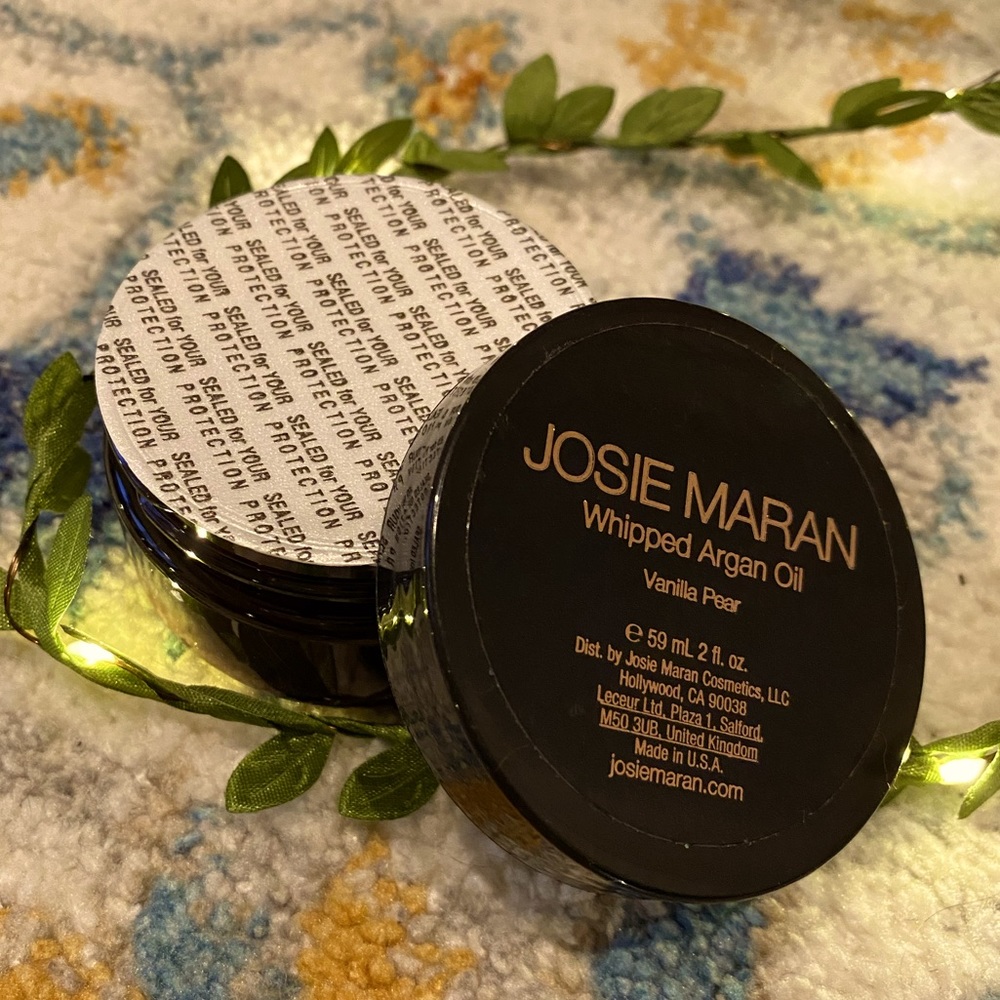 SEALED for YOUR
PROTECTION
JOSIE MARAN
Whipped Argan Oil
Vanilla Pear
e 59 mL 2 fl. oz.
Dist. by Josie Maran Cosmetics, LLC
Hollywood, CA 90038
Leceur Ltd, Plaza 1, Salford,
M50 3UB, United Kingdom
Made in U.S.A.
josiemaran.com